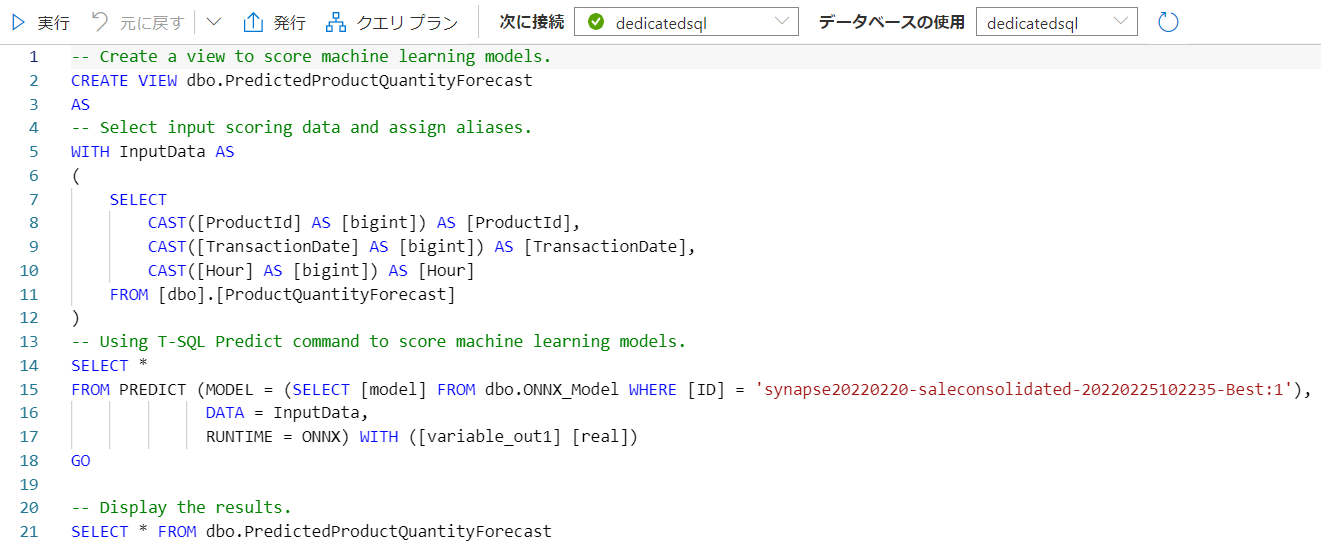 実行 元に戻す 発行 クエリ プラン 次に接続 dedicatedsql データベースの使用 dedicatedsql
1 -- Create a view to score machine learning models.
2 CREATE VIEW dbo.PredictedProductQuantityForecast
3 AS
4 -- Select input scoring data and assign aliases.
5 WITH InputData AS
6 (
7 SELECT
8 CAST([ProductId] AS [bigint]) AS [ProductId],
9 CAST([TransactionDate] AS [bigint]) AS [TransactionDate],
10 CAST([Hour] AS [bigint]) AS [Hour]
11 FROM [dbo].[ProductQuantityForecast]
12 )
13 -- Using T-SQL Predict command to score machine learning models.
14 SELECT *
15 FROM PREDICT (MODEL = (SELECT [model] FROM dbo.ONNX_Model WHERE [ID] = 'synapse20220220-saleconsolidated-20220225102235-Best:1'),
16 DATA = InputData,
17 RUNTIME = ONNX) WITH ([variable_out1] [real])
18 GO
19
20 -- Display the results.
21 SELECT * FROM dbo.PredictedProductQuantityForecast